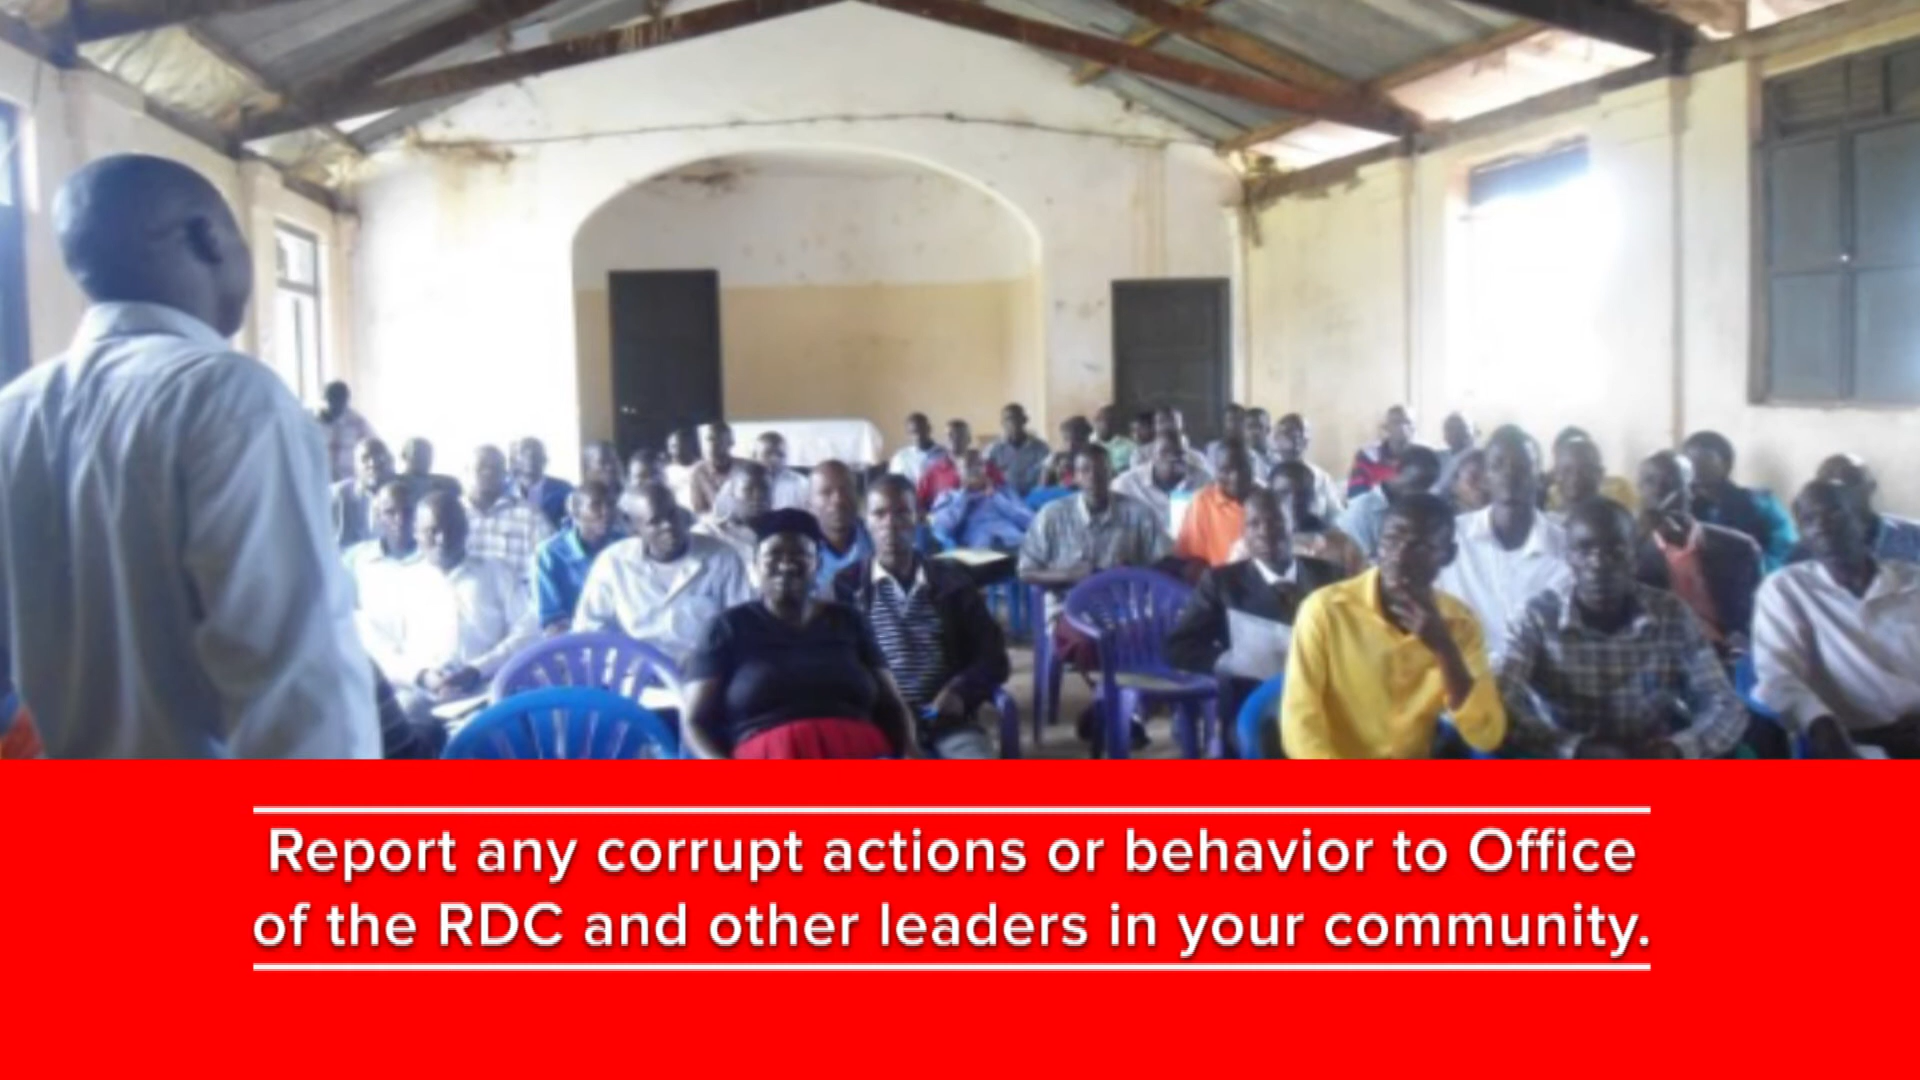 Report any corrupt actions or behavior to Office
of the RDC and other leaders in your community.